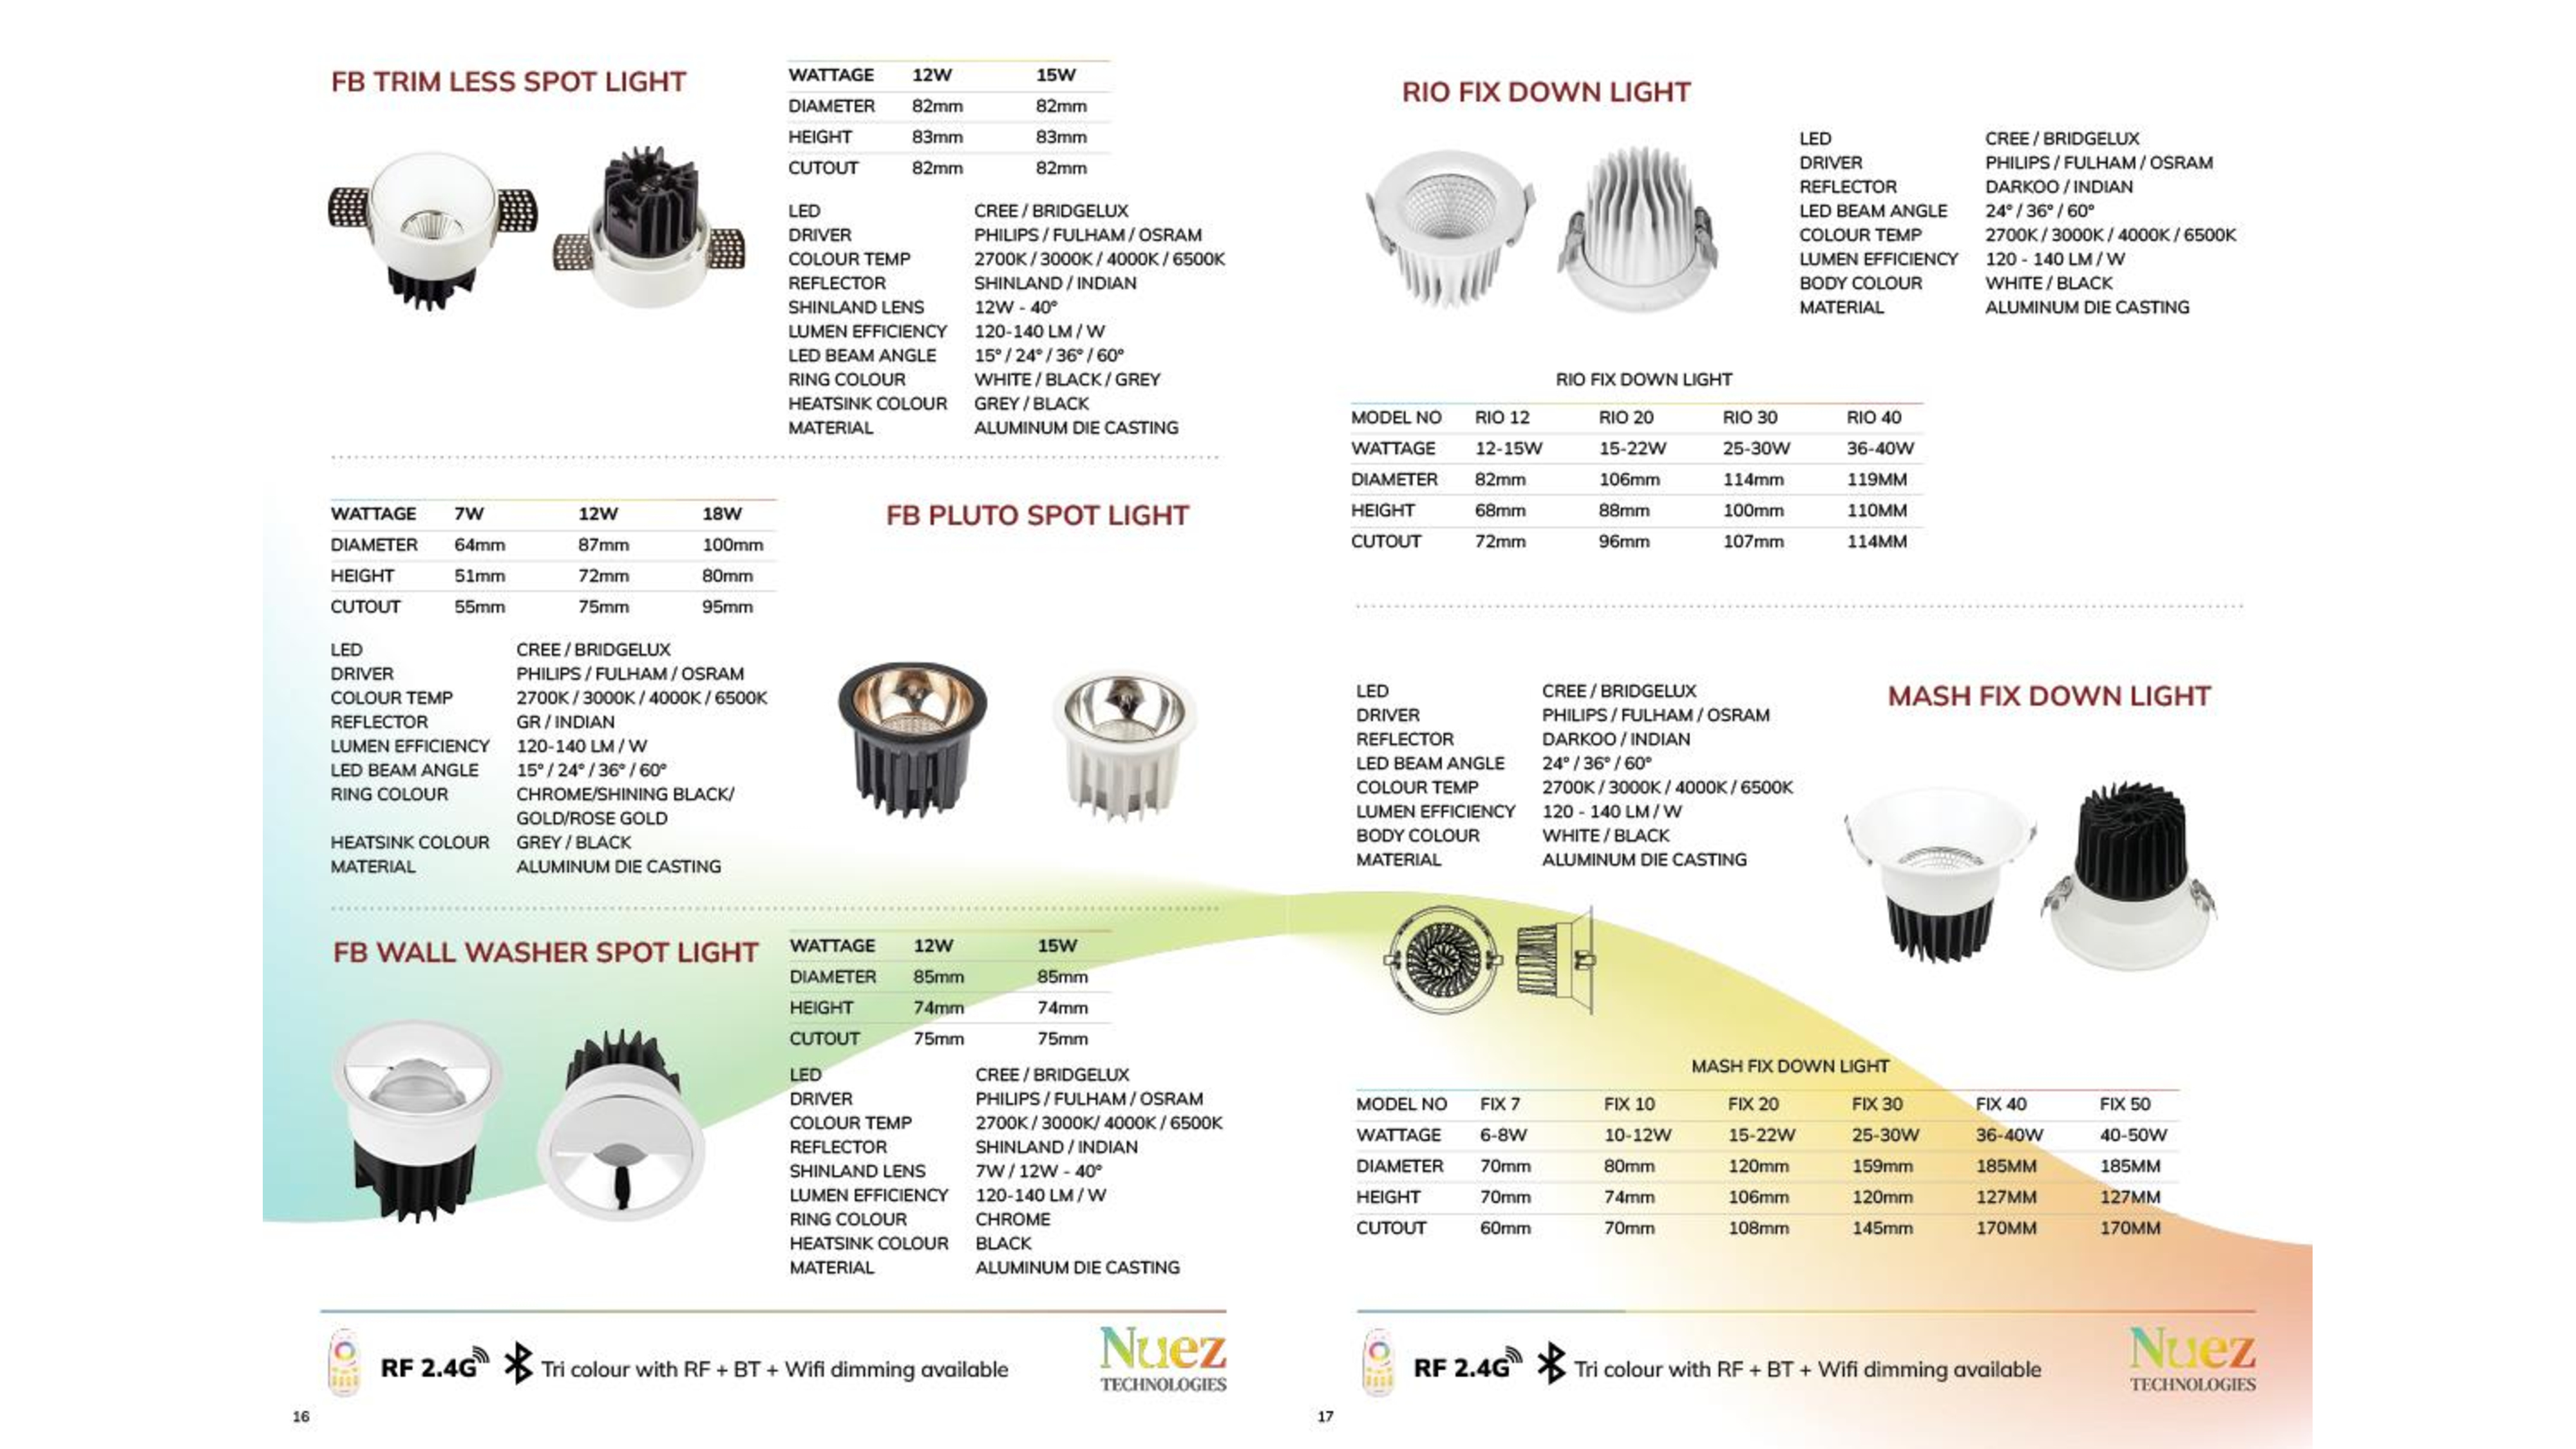 FB TRIM LESS SPOT LIGHT
WATTAGE 12W 15W
DIAMETER 82mm 82mm
HEIGHT 83mm 83mm
CUTOUT 82mm 82mm
LED CREE / BRIDGELUX
DRIVER PHILIPS / FULHAM / OSRAM
COLOUR TEMP 2700K / 3000K / 4000K / 6500K
REFLECTOR SHINLAND / INDIAN
SHINLAND LENS 12W - 40°
LUMEN EFFICIENCY 120-140 LM / W
LED BEAM ANGLE 15° / 24° / 36° / 60°
RING COLOUR WHITE / BLACK / GREY
HEATSINK COLOUR GREY / BLACK
MATERIAL ALUMINUM DIE CASTING
FB PLUTO SPOT LIGHT
WATTAGE 7W 12W 18W
DIAMETER 64mm 87mm 100mm
HEIGHT 51mm 72mm 80mm
CUTOUT 55mm 75mm 95mm
LED CREE / BRIDGELUX
DRIVER PHILIPS / FULHAM / OSRAM
COLOUR TEMP 2700K / 3000K / 4000K / 6500K
REFLECTOR GR / INDIAN
LUMEN EFFICIENCY 120-140 LM / W
LED BEAM ANGLE 15° / 24° / 36° / 60°
RING COLOUR CHROME/SHINING BLACK/
GOLD/ROSE GOLD
HEATSINK COLOUR GREY / BLACK
MATERIAL ALUMINUM DIE CASTING
FB WALL WASHER SPOT LIGHT
WATTAGE 12W 15W
DIAMETER 85mm 85mm
HEIGHT 74mm 74mm
CUTOUT 75mm 75mm
LED CREE / BRIDGELUX
DRIVER PHILIPS / FULHAM / OSRAM
COLOUR TEMP 2700K / 3000K/ 4000K / 6500K
REFLECTOR SHINLAND / INDIAN
SHINLAND LENS 7W / 12W - 40°
LUMEN EFFICIENCY 120-140 LM / W
RING COLOUR CHROME
HEATSINK COLOUR BLACK
MATERIAL ALUMINUM DIE CASTING
RF 2.4G Tri colour with RF + BT + Wifi dimming available
Nuez
TECHNOLOGIES
16
RIO FIX DOWN LIGHT
LED CREE / BRIDGELUX
DRIVER PHILIPS / FULHAM / OSRAM
REFLECTOR DARKOO / INDIAN
LED BEAM ANGLE 24° / 36° / 60°
COLOUR TEMP 2700K / 3000K / 4000K / 6500K
LUMEN EFFICIENCY 120 - 140 LM / W
BODY COLOUR WHITE / BLACK
MATERIAL ALUMINUM DIE CASTING
RIO FIX DOWN LIGHT
MODEL NO RIO 12 RIO 20 RIO 30 RIO 40
WATTAGE 12-15W 15-22W 25-30W 36-40W
DIAMETER 82mm 106mm 114mm 119MM
HEIGHT 68mm 88mm 100mm 110MM
CUTOUT 72mm 96mm 107mm 114MM
MASH FIX DOWN LIGHT
LED CREE / BRIDGELUX
DRIVER PHILIPS / FULHAM / OSRAM
REFLECTOR DARKOO / INDIAN
LED BEAM ANGLE 24° / 36° / 60°
COLOUR TEMP 2700K / 3000K / 4000K / 6500K
LUMEN EFFICIENCY 120 - 140 LM / W
BODY COLOUR WHITE / BLACK
MATERIAL ALUMINUM DIE CASTING
MASH FIX DOWN LIGHT
MODEL NO FIX 7 FIX 10 FIX 20 FIX 30 FIX 40 FIX 50
WATTAGE 6-8W 10-12W 15-22W 25-30W 36-40W 40-50W
DIAMETER 70mm 80mm 120mm 159mm 185MM 185MM
HEIGHT 70mm 74mm 106mm 120mm 127MM 127MM
CUTOUT 60mm 70mm 108mm 145mm 170MM 170MM
RF 2.4G Tri colour with RF + BT + Wifi dimming available
Nuez
TECHNOLOGIES
17